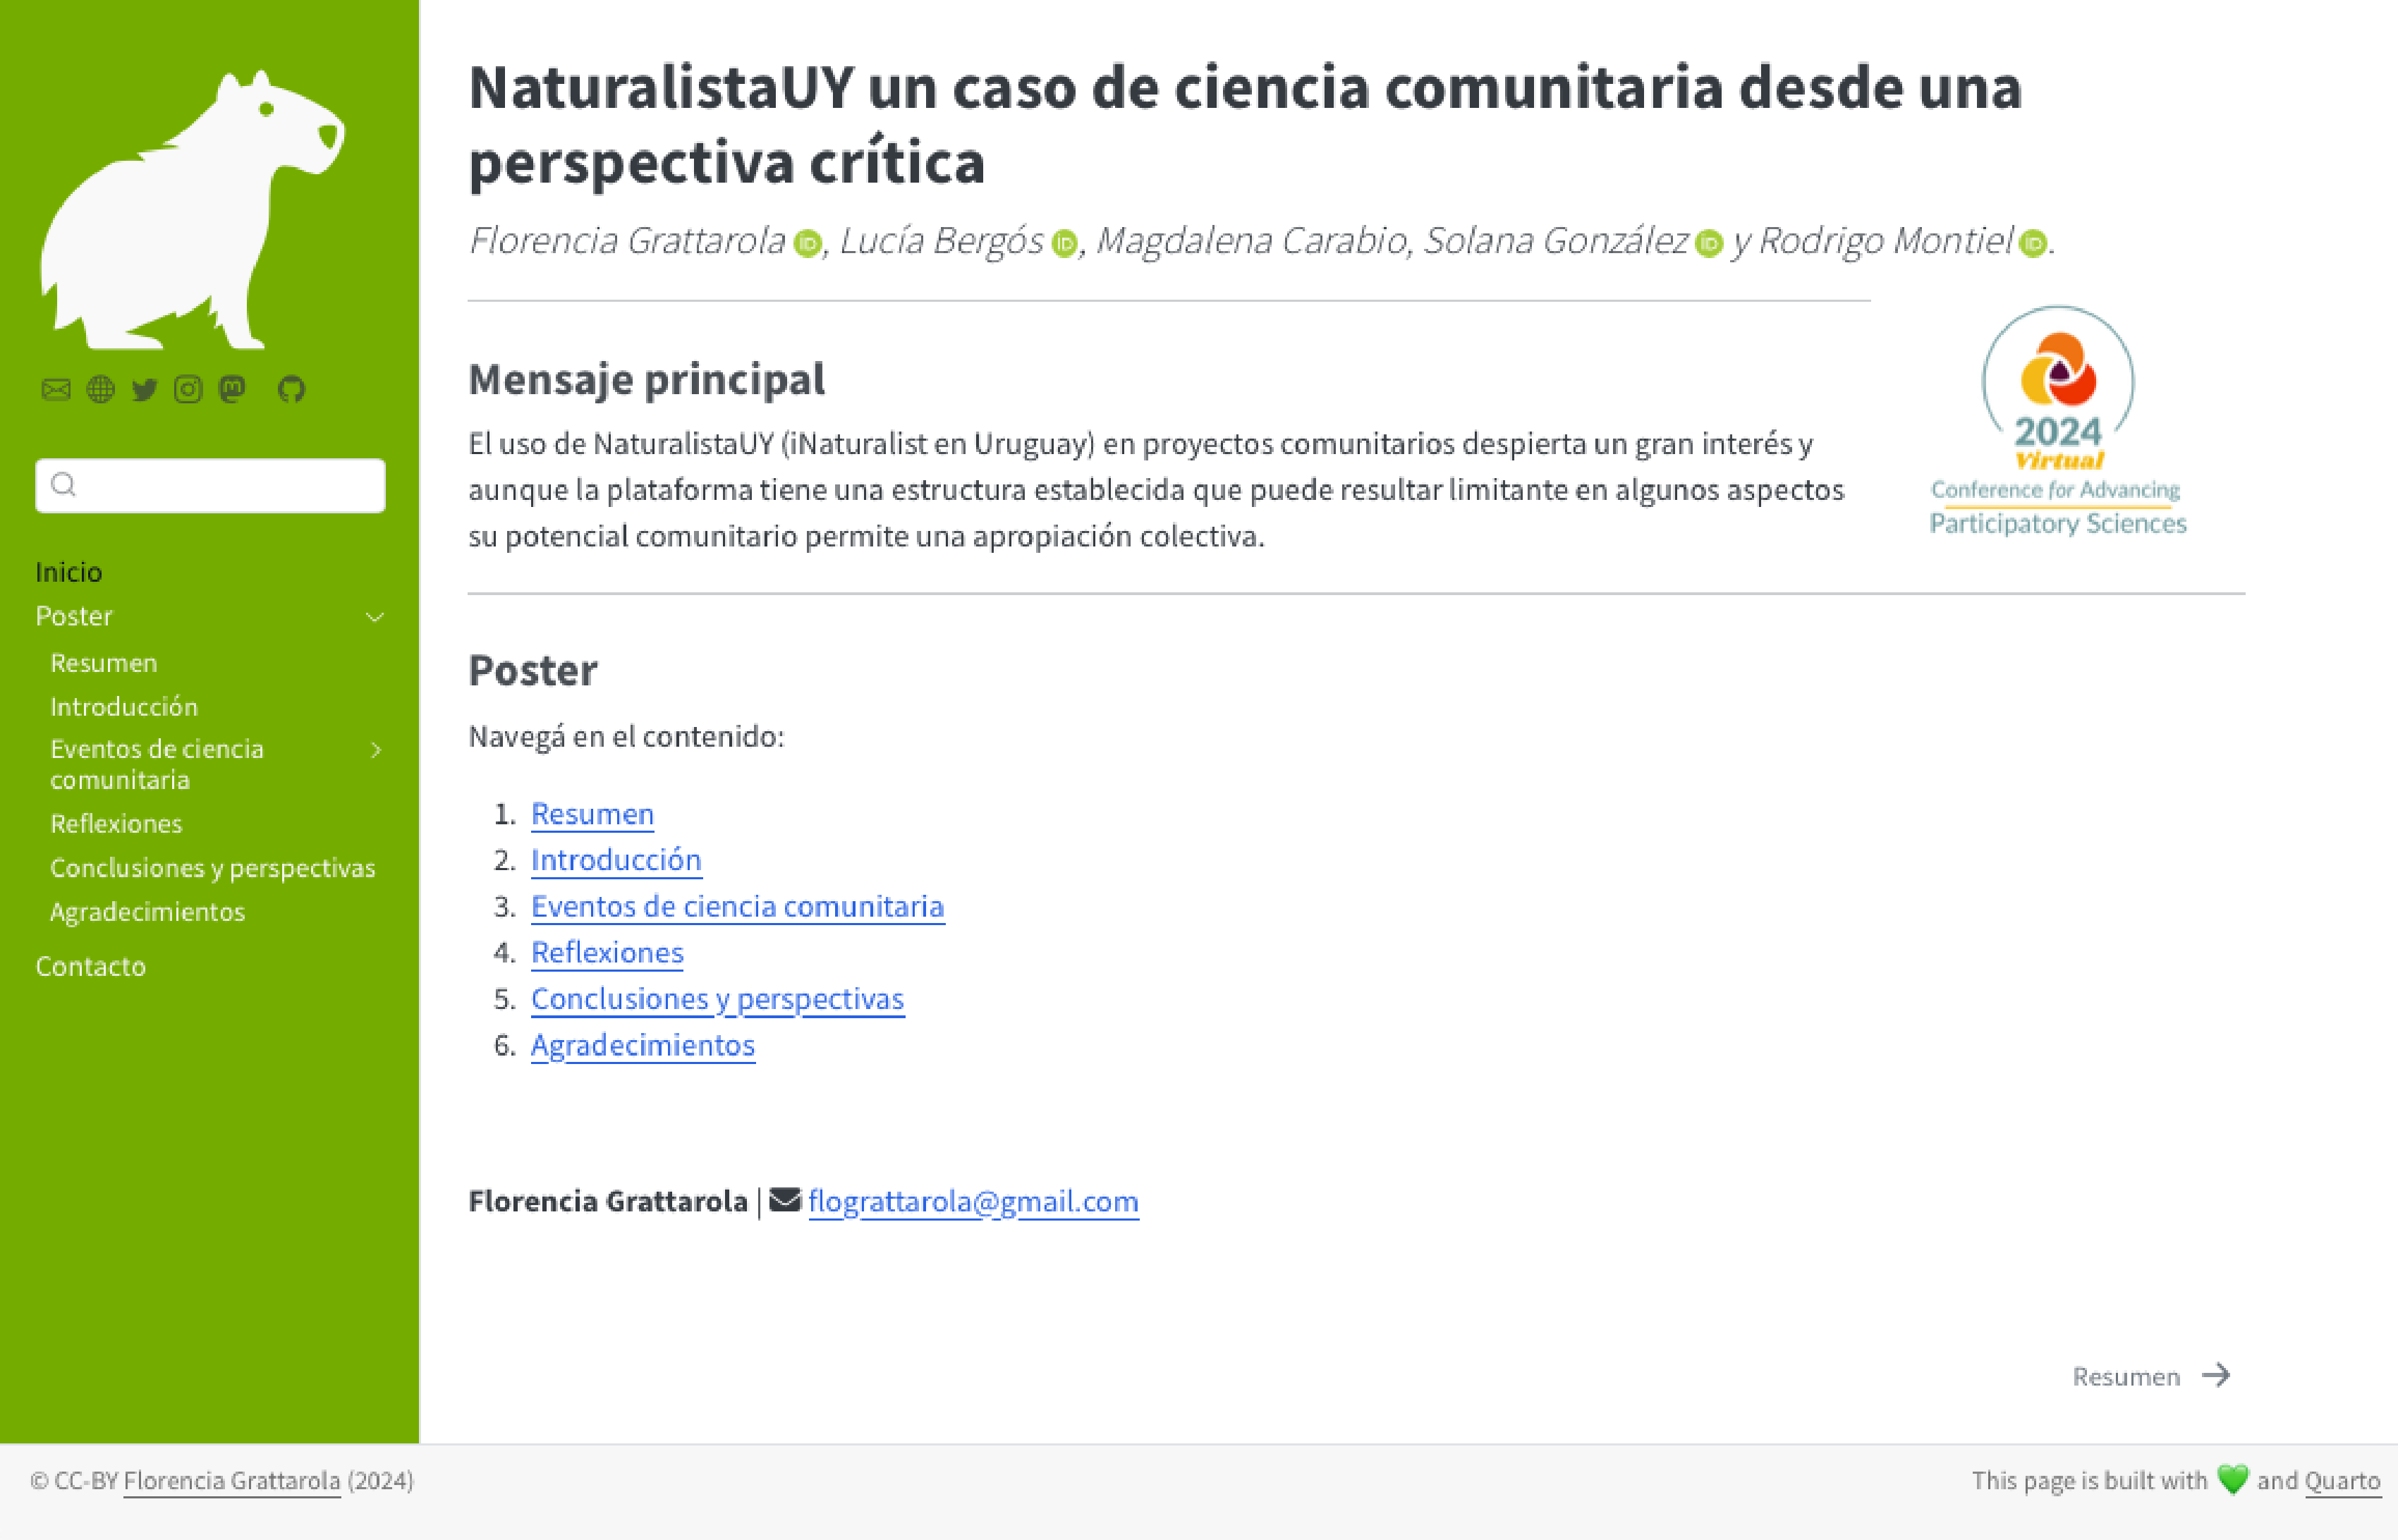 Inicio
Poster
Resumen
Introducción
Eventos de ciencia
comunitaria
Reflexiones
Conclusiones y perspectivas
Agradecimientos
Contacto
NaturalistaUY un caso de ciencia comunitaria desde una
perspectiva crítica
Florencia Grattarola iD, Lucía Bergós iD, Magdalena Carabio, Solana González iD y Rodrigo Montiel iD.
Mensaje principal
El uso de NaturalistaUY (iNaturalist en Uruguay) en proyectos comunitarios despierta un gran interés y
aunque la plataforma tiene una estructura establecida que puede resultar limitante en algunos aspectos
su potencial comunitario permite una apropiación colectiva.
2024
Virtual
Conference for Advancing
Participatory Sciences
Poster
Navegá en el contenido:
1. Resumen
2. Introducción
3. Eventos de ciencia comunitaria
4. Reflexiones
5. Conclusiones y perspectivas
6. Agradecimientos
Florencia Grattarola | flograttarola@gmail.com
Resumen →
© CC-BY Florencia Grattarola (2024)
This page is built with 💚 and Quarto